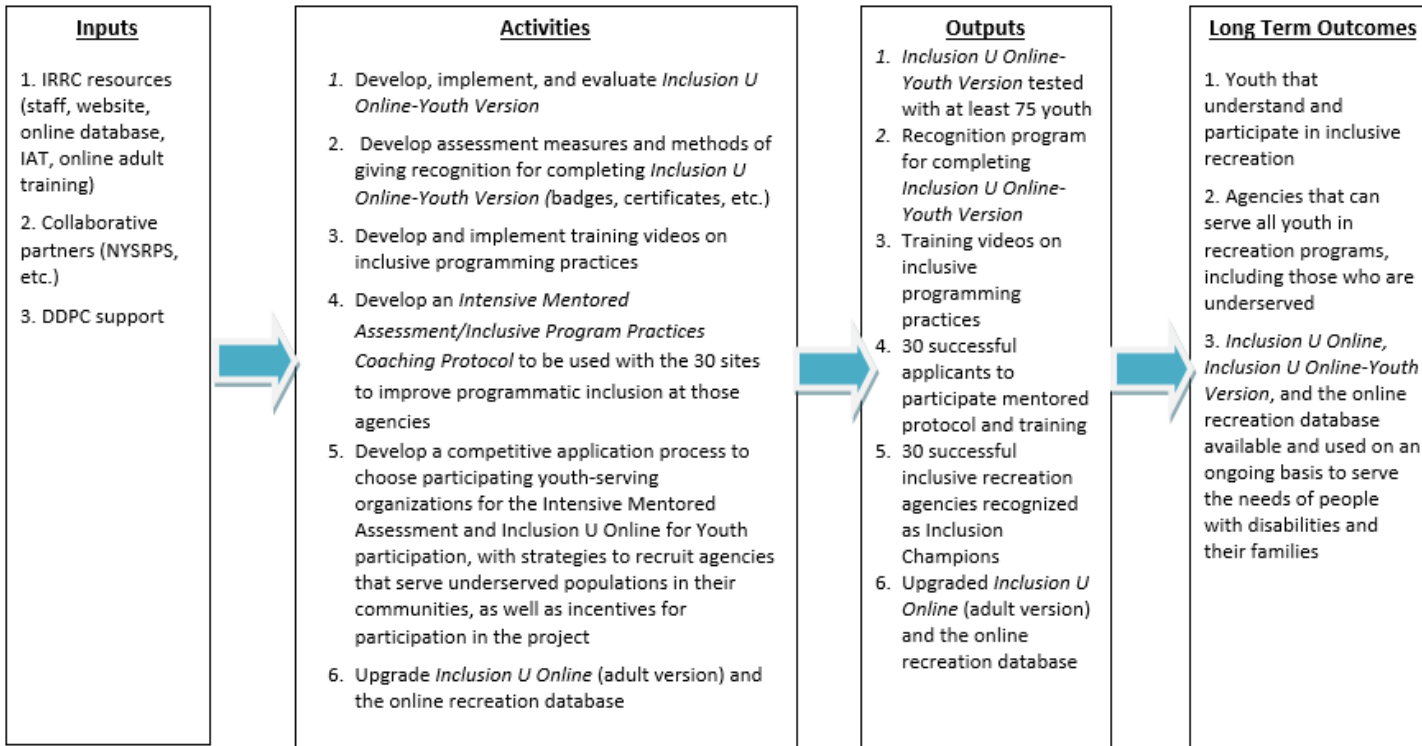 Inputs
1. IRRC resources
(staff, website,
online database,
IAT, online adult
training)
2. Collaborative
partners (NYSRPS,
etc.)
3. DDPC support
Activities
1. Develop, implement, and evaluate Inclusion U
Online-Youth Version
2. Develop assessment measures and methods of
giving recognition for completing Inclusion U
Online-Youth Version (badges, certificates, etc.)
3. Develop and implement training videos on
inclusive programming practices
4. Develop an Intensive Mentored
Assessment/Inclusive Program Practices
Coaching Protocol to be used with the 30 sites
to improve programmatic inclusion at those
agencies
5. Develop a competitive application process to
choose participating youth-serving
organizations for the Intensive Mentored
Assessment and Inclusion U Online for Youth
participation, with strategies to recruit agencies
that serve underserved populations in their
communities, as well as incentives for
participation in the project
6. Upgrade Inclusion U Online (adult version) and
the online recreation database
Outputs
1. Inclusion U Online-
Youth Version tested
with at least 75 youth
2. Recognition program
for completing
Inclusion U Online-
Youth Version
3. Training videos on
inclusive
programming
practices
4. 30 successful
applicants to
participate mentored
protocol and training
5. 30 successful
inclusive recreation
agencies recognized
as Inclusion
Champions
6. Upgraded Inclusion U
Online (adult version)
and the online
recreation database
Long Term Outcomes
1. Youth that
understand and
participate in inclusive
recreation
2. Agencies that can
serve all youth in
recreation programs,
including those who are
underserved
3. Inclusion U Online,
Inclusion U Online-Youth
Version, and the online
recreation database
available and used on an
ongoing basis to serve
the needs of people
with disabilities and
their families